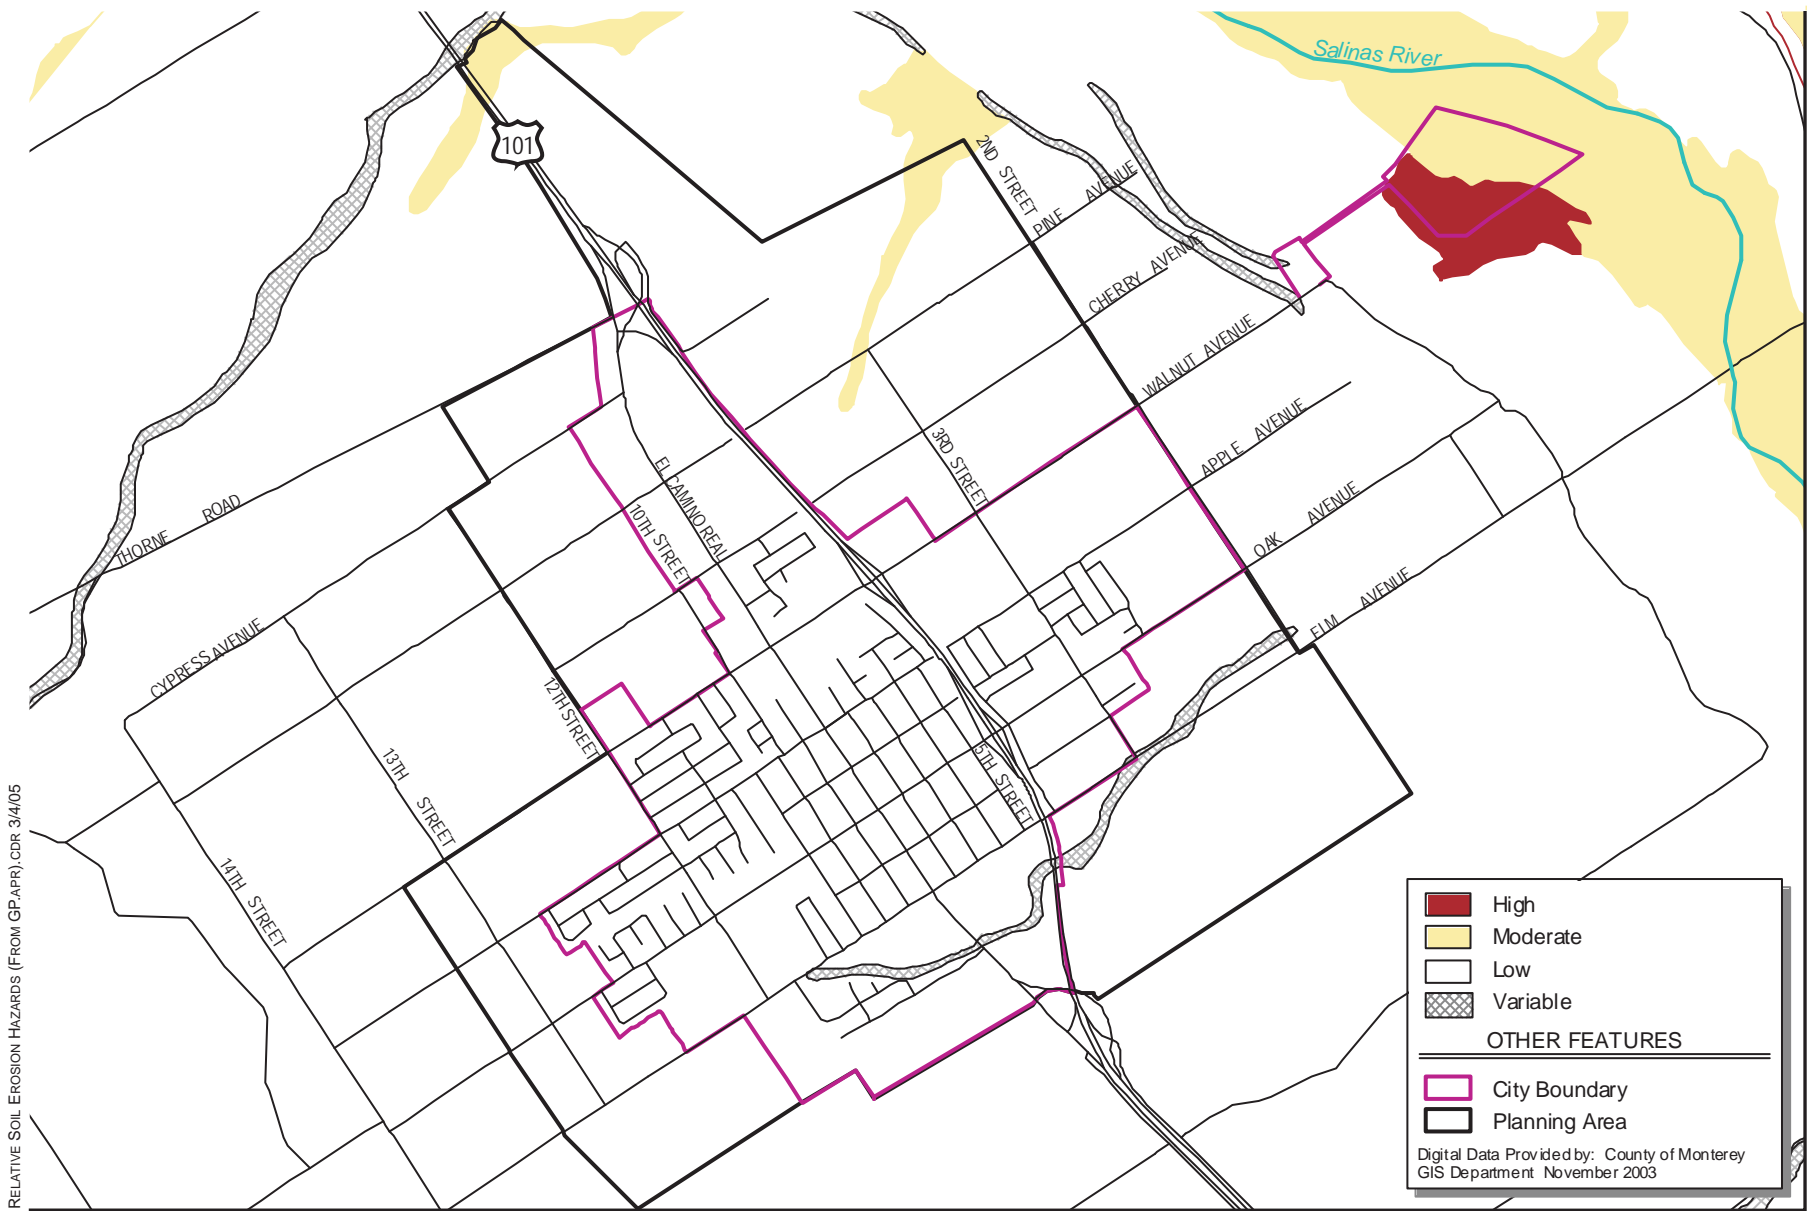 Salinas River
101
2ND STREET
PINE AVENUE
CHERRY AVENUE
WALNUT AVENUE
APPLE AVENUE
3RD STREET
OAK AVENUE
ELM AVENUE
EL CAMINO REAL
10TH STREET
THORNE ROAD
CYPRESS AVENUE
12TH STREET
13TH STREET
5TH STREET
14TH STREET
High
Moderate
Low
Variable
OTHER FEATURES
City Boundary
Planning Area
Digital Data Provided by: County of Monterey
GIS Department November 2003
RELATIVE SOIL EROSION HAZARDS (FROM GP.APR).CDR 3/4/05